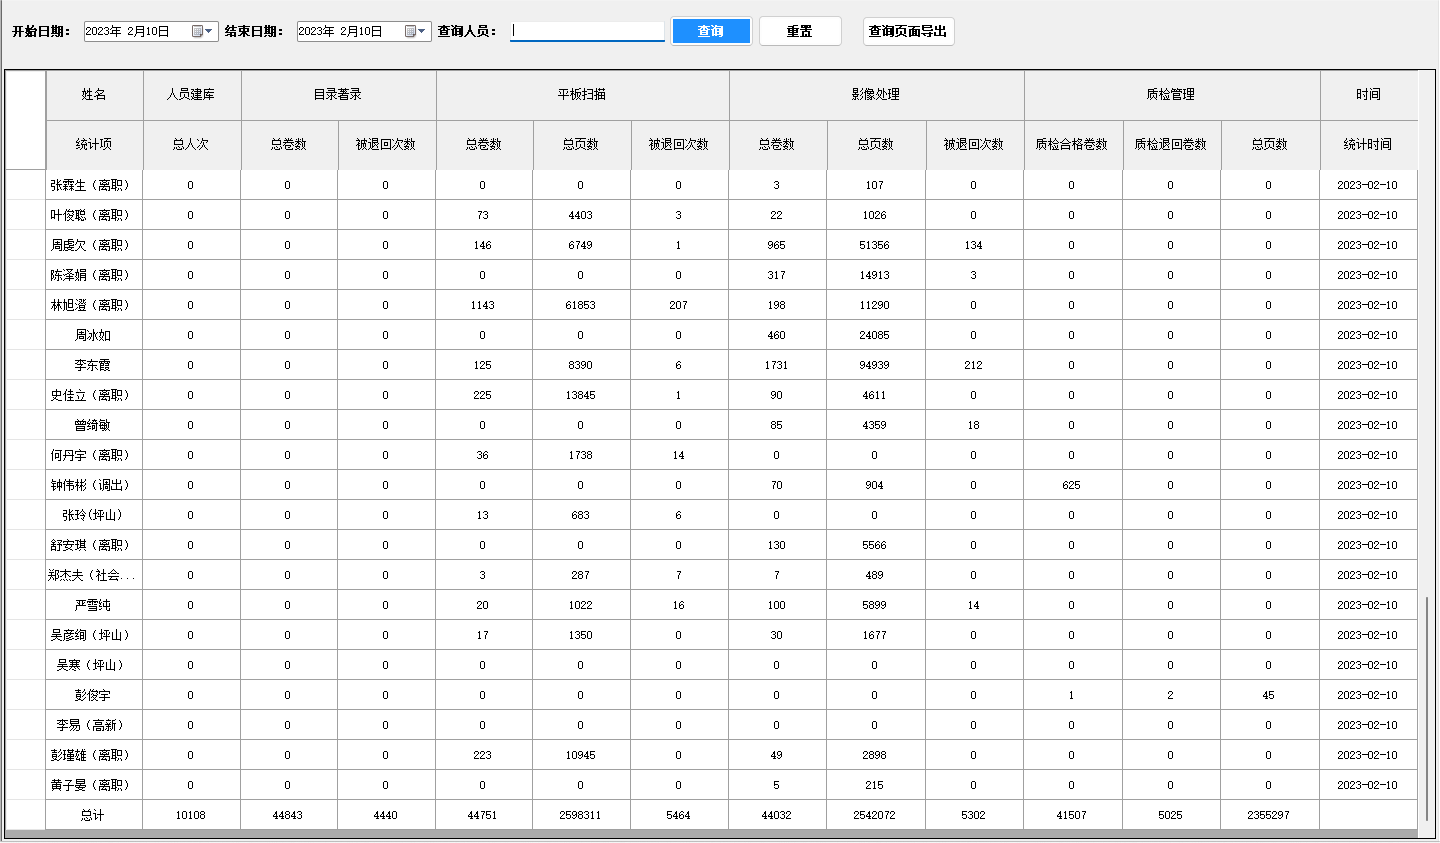 开始日期： 2023年 2月10日 结束日期： 2023年 2月10日 查询人员： 查询 重置 查询页面导出
姓名 人员建库 目录著录 平板扫描 影像处理 质检管理 时间
统计项 总人次 总卷数 被退回次数 总卷数 总页数 被退回次数 总卷数 总页数 被退回次数 质检合格卷数 质检退回卷数 总页数 统计时间
张霖生（离职） 0 0 0 0 0 0 3 107 0 0 0 0 2023-02-10
叶俊聪（离职） 0 0 0 73 4403 3 22 1026 0 0 0 0 2023-02-10
周虔欠（离职） 0 0 0 146 6749 1 965 51356 134 0 0 0 2023-02-10
陈泽娟（离职） 0 0 0 0 0 0 317 14913 3 0 0 0 2023-02-10
林旭澄（离职） 0 0 0 1143 61853 207 198 11290 0 0 0 0 2023-02-10
周冰如 0 0 0 0 0 0 460 24085 0 0 0 0 2023-02-10
李东霞 0 0 0 125 8390 6 1731 94939 212 0 0 0 2023-02-10
史佳立（离职） 0 0 0 225 13845 1 90 4611 0 0 0 0 2023-02-10
曾绮敏 0 0 0 0 0 0 85 4359 18 0 0 0 2023-02-10
何丹宇（离职） 0 0 0 36 1738 14 0 0 0 0 0 0 2023-02-10
钟伟彬（调出） 0 0 0 0 0 0 70 904 0 625 0 0 2023-02-10
张玲(坪山） 0 0 0 13 683 6 0 0 0 0 0 0 2023-02-10
舒安琪（离职） 0 0 0 0 0 0 130 5566 0 0 0 0 2023-02-10
郑杰夫（社会... 0 0 0 3 287 7 7 489 0 0 0 0 2023-02-10
严雪纯 0 0 0 20 1022 16 100 5899 14 0 0 0 2023-02-10
吴彦绚（坪山） 0 0 0 17 1350 0 30 1677 0 0 0 0 2023-02-10
吴寒（坪山） 0 0 0 0 0 0 0 0 0 0 0 0 2023-02-10
彭俊宇 0 0 0 0 0 0 0 0 0 1 2 45 2023-02-10
李易（高新） 0 0 0 0 0 0 0 0 0 0 0 0 2023-02-10
彭瑾雄（离职） 0 0 0 223 10945 0 49 2898 0 0 0 0 2023-02-10
黄子晏（离职） 0 0 0 0 0 0 5 215 0 0 0 0 2023-02-10
总计 10108 44843 4440 44751 2598311 5464 44032 2542072 5302 41507 5025 2355297